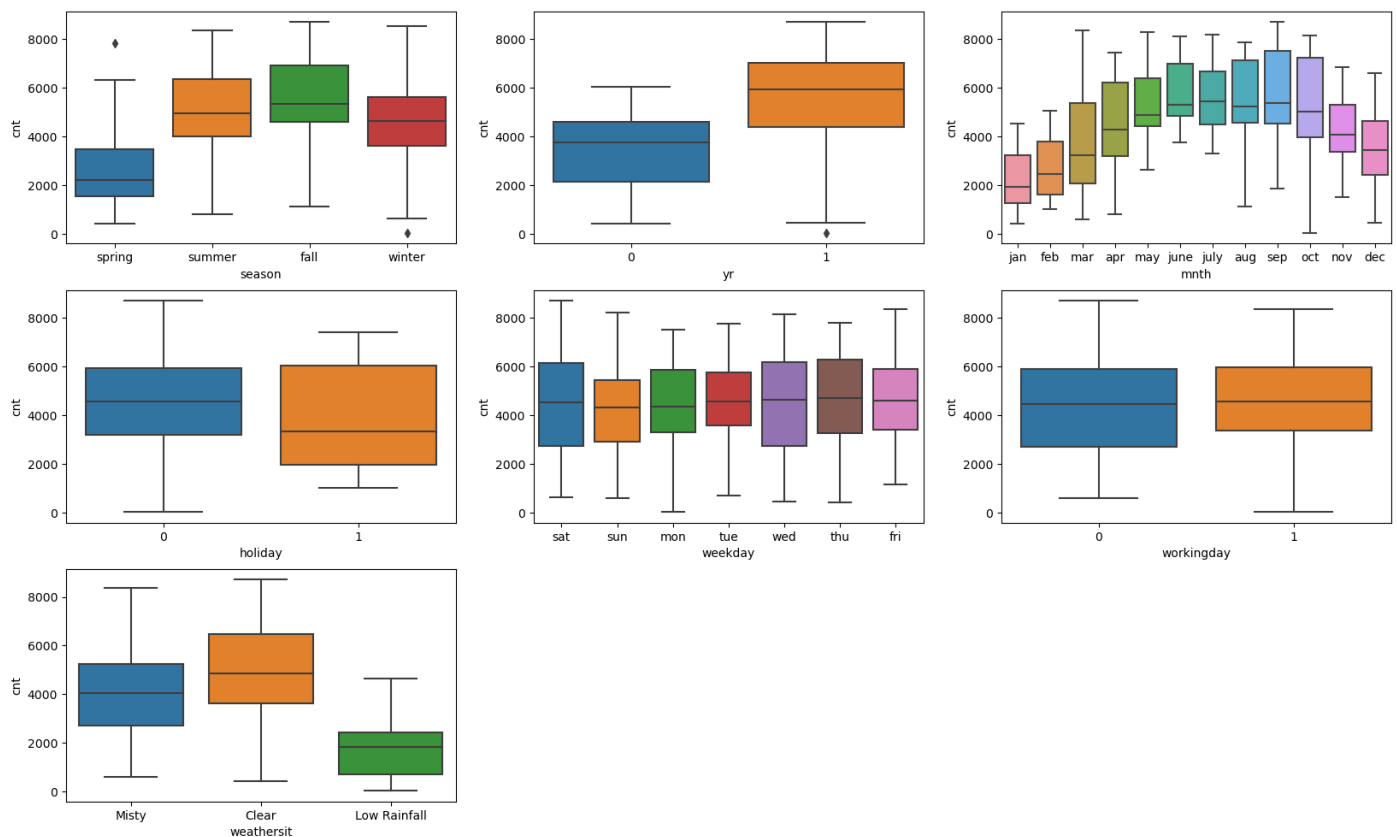 8000
6000
4000
2000
0
cnt
spring summer fall winter
season
8000
6000
4000
2000
0
cnt
0 1
yr
8000
6000
4000
2000
0
cnt
jan feb mar apr may june july aug sep oct nov dec
mnth
8000
6000
4000
2000
0
cnt
0 1
holiday
8000
6000
4000
2000
0
cnt
sat sun mon tue wed thu fri
weekday
8000
6000
4000
2000
0
cnt
0 1
workingday
8000
6000
4000
2000
0
cnt
Misty Clear Low Rainfall
weathersit